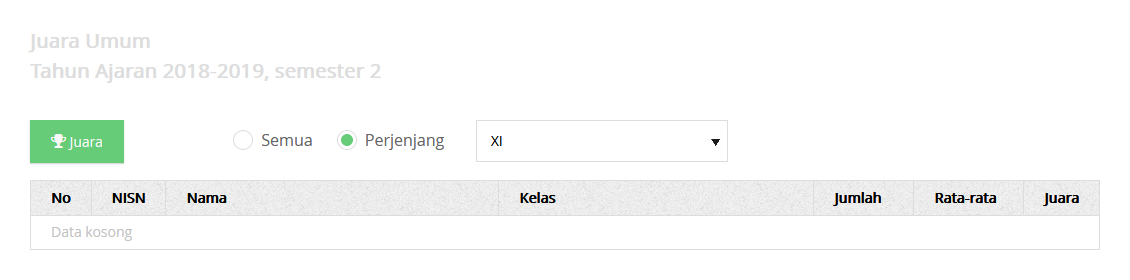 Juara Umum
Tahun Ajaran 2018-2019, semester 2
Juara Semua Perjenjang XI
No NISN Nama Kelas Jumlah Rata-rata Juara
Data kosong